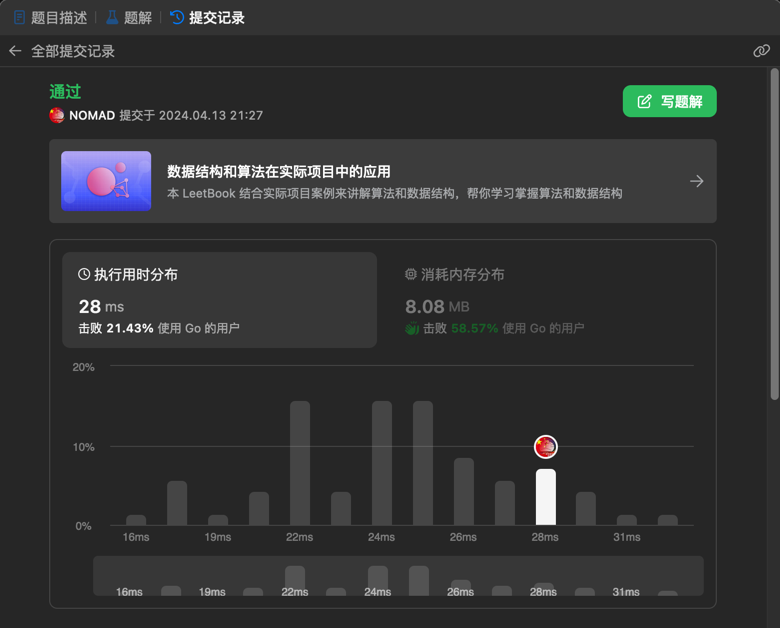 题目描述 题解 提交记录
全部提交记录
通过
NOMAD 提交于 2024.04.13 21:27
写题解
数据结构和算法在实际项目中的应用
本 LeetBook 结合实际项目案例来讲解算法和数据结构，帮你学习掌握算法和数据结构
执行用时分布
28 ms
击败 21.43% 使用 Go 的用户
消耗内存分布
8.08 MB
击败 58.57% 使用 Go 的用户
20%
10%
0%
16ms 19ms 22ms 24ms 26ms 28ms 31ms
16ms 19ms 22ms 24ms 26ms 28ms 31ms